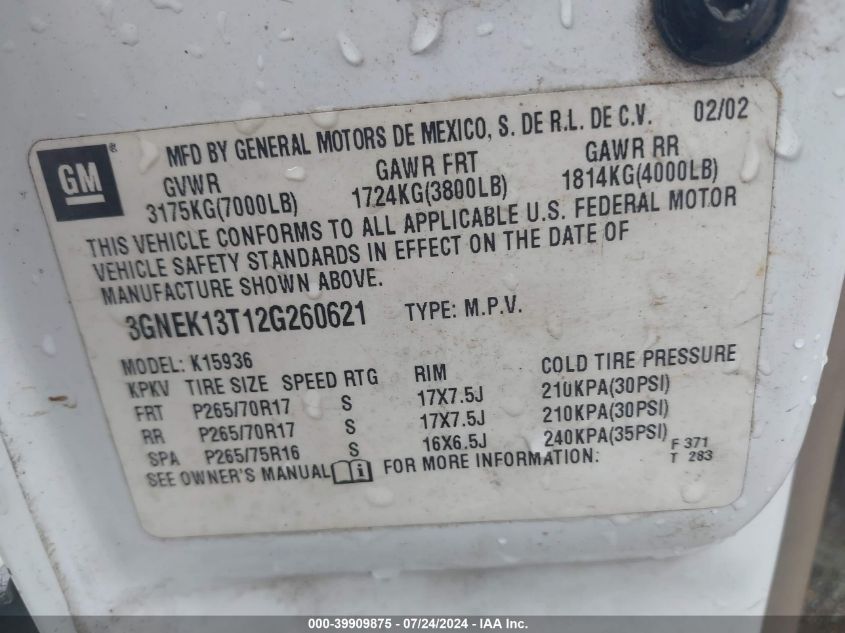 GM ®
MFD BY GENERAL MOTORS DE MEXICO, S. DE R.L. DE C.V. 02/02
GVWR GAWR FRT GAWR RR
3175KG(7000LB) 1724KG(3800LB) 1814KG(4000LB)
THIS VEHICLE CONFORMS TO ALL APPLICABLE U.S. FEDERAL MOTOR
VEHICLE SAFETY STANDARDS IN EFFECT ON THE DATE OF
MANUFACTURE SHOWN ABOVE.
3GNEK13T12G260621 TYPE: M.P.V.
MODEL: K15936
KPKV TIRE SIZE SPEED RTG RIM COLD TIRE PRESSURE
FRT P265/70R17 S 17X7.5J 210KPA(30PSI)
RR P265/70R17 S 17X7.5J 210KPA(30PSI)
SPA P265/75R16 S 16X6.5J 240KPA(35PSI) F 371
SEE OWNER'S MANUAL i FOR MORE INFORMATION. T 283
000-39909875 - 07/24/2024 - IAA Inc.